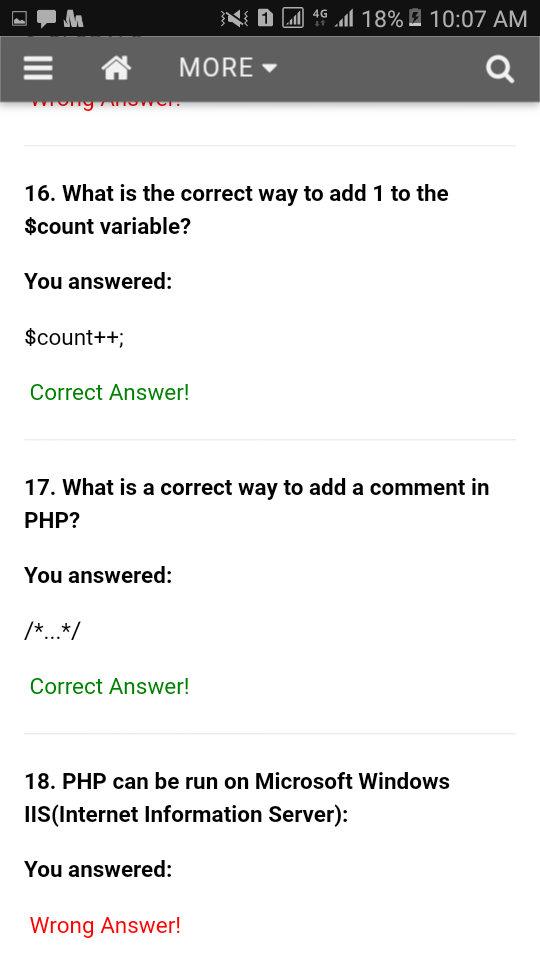 1 4G 18% 10:07 AM
MORE
Wrong Answer!
16. What is the correct way to add 1 to the
$count variable?
You answered:
$count++;
Correct Answer!
17. What is a correct way to add a comment in
PHP?
You answered:
/*...*/
Correct Answer!
18. PHP can be run on Microsoft Windows
IIS(Internet Information Server):
You answered:
Wrong Answer!